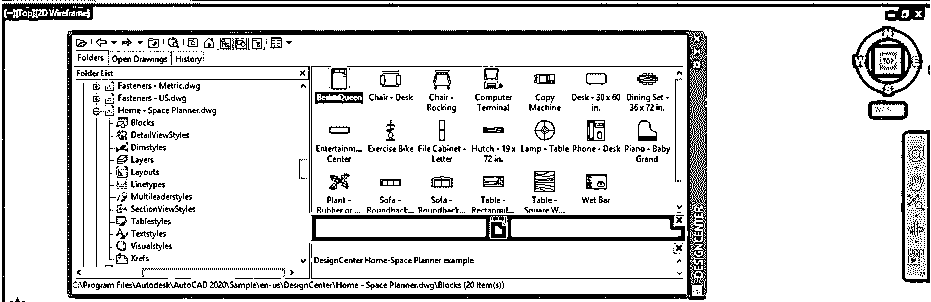 [−][Top][2D Wireframe]
Folders Open Drawings History
Folder List
Fasteners - Metric.dwg
Fasteners - US.dwg
Home - Space Planner.dwg
Blocks
DetailViewStyles
Dimstyles
Layers
Layouts
Linetypes
Multileaderstyles
SectionViewStyles
Tablestyles
Textstyles
Visualstyles
Xrefs
Chair - Desk
Chair - Rocking
Computer Terminal
Copy Machine
Desk - 30 x 60 in.
Dining Set - 36 x 72 in.
Entertainm... Center
Exercise Bike
File Cabinet - Letter
Hutch - 19 x 72 in.
Lamp - Table
Phone - Desk
Piano - Baby Grand
Plant - Rubber or ...
Sofa - Roundback...
Sofa - Roundback...
Table - Rectangul...
Table - Square W...
Wet Bar
DesignCenter Home-Space Planner example
C:\Program Files\Autodesk\AutoCAD 2020\Sample\en-us\DesignCenter\Home - Space Planner.dwg\Blocks (20 Item(s))
DESIGNCENTER
TOP